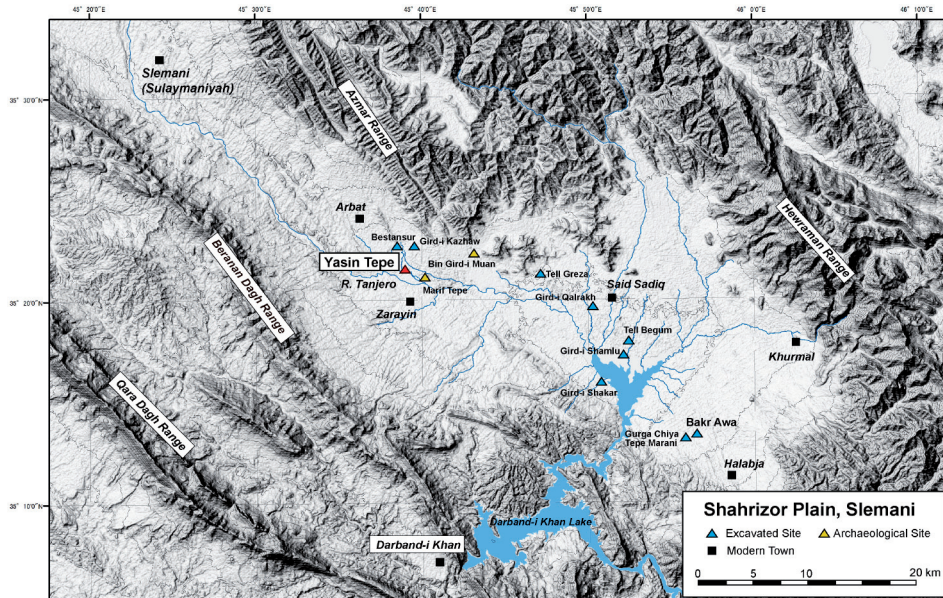 45° 20'0"E
45° 30'0"E
45° 40'0"E
45° 50'0"E
46° 0'0"E
46° 10'0"E
35° 30'0"N
35° 20'0"N
35° 10'0"N
Slemani
(Sulaymaniyah)
Azmar Range
Hewraman Range
Arbat
Bestansur
Gird-i Kazhaw
Beranan Dagh Range
Yasin Tepe
Bin Gird-i Muan
R. Tanjero
Marif Tepe
Tell Greza
Said Sadiq
Zarayin
Gird-i Qalrakh
Tell Begum
Gird-i Shamlu
Khurmal
Gird-i Shakar
Qara Dagh Range
Bakr Awa
Gurga Chiya
Tepe Marani
Halabja
Darband-i Khan Lake
Darband-i Khan
Shahrizor Plain, Slemani
Excavated Site
Archaeological Site
Modern Town
0 5 10 20 km